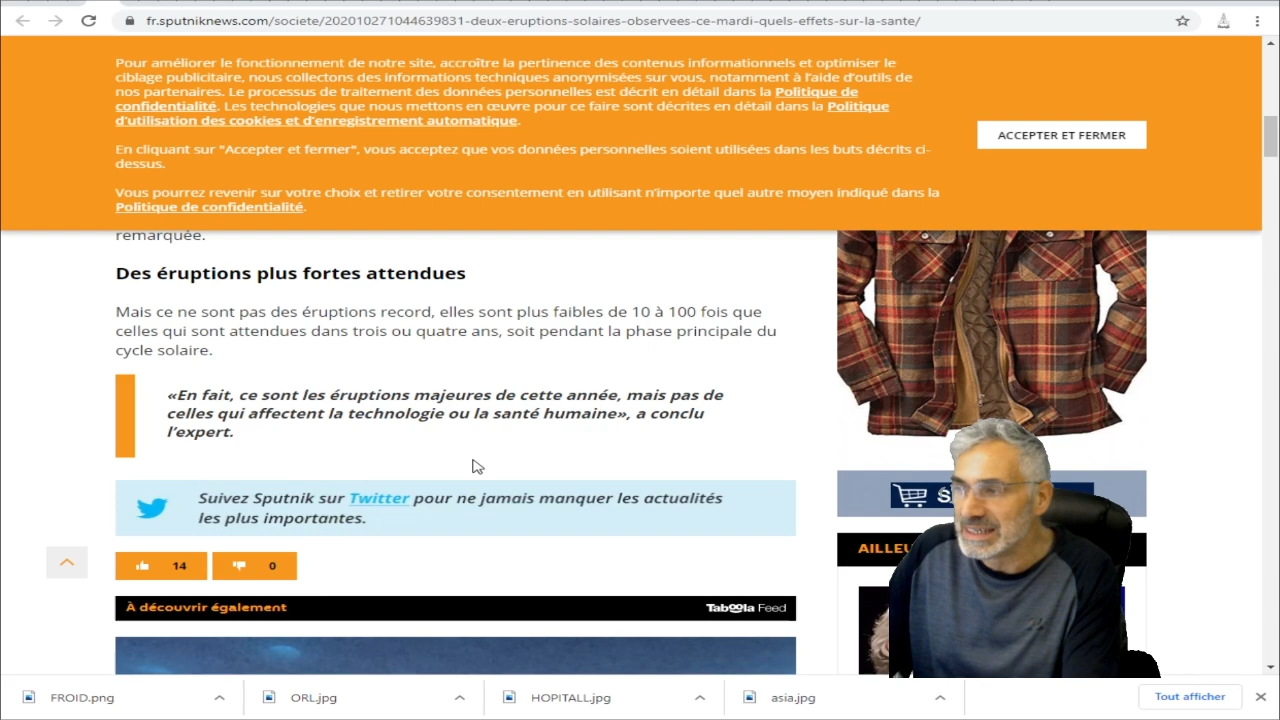 fr.sputniknews.com/societe/202010271044639831-deux-eruptions-solaires-observees-ce-mardi-quels-effets-sur-la-sante/
Pour améliorer le fonctionnement de notre site, accroître la pertinence des contenus informationnels et optimiser le
ciblage publicitaire, nous collectons des informations techniques anonymisées sur vous, notamment à l'aide d'outils de
nos partenaires. Le processus de traitement des données personnelles est décrit en détail dans la Politique de
confidentialité. Les technologies que nous mettons en œuvre pour ce faire sont décrites en détail dans la Politique
d'utilisation des cookies et d'enregistrement automatique.
En cliquant sur "Accepter et fermer", vous acceptez que vos données personnelles soient utilisées dans les buts décrits ci-
dessus.
Vous pourrez revenir sur votre choix et retirer votre consentement en utilisant n'importe quel autre moyen indiqué dans la
Politique de confidentialité.
ACCEPTER ET FERMER
remarquée.
Des éruptions plus fortes attendues
Mais ce ne sont pas des éruptions record, elles sont plus faibles de 10 à 100 fois que
celles qui sont attendues dans trois ou quatre ans, soit pendant la phase principale du
cycle solaire.
«En fait, ce sont les éruptions majeures de cette année, mais pas de
celles qui affectent la technologie ou la santé humaine», a conclu
l'expert.
Suivez Sputnik sur Twitter pour ne jamais manquer les actualités
les plus importantes.
14
0
À découvrir également
Taboola Feed
FROID.png
ORL.jpg
HOPITALL.jpg
asia.jpg
Tout afficher